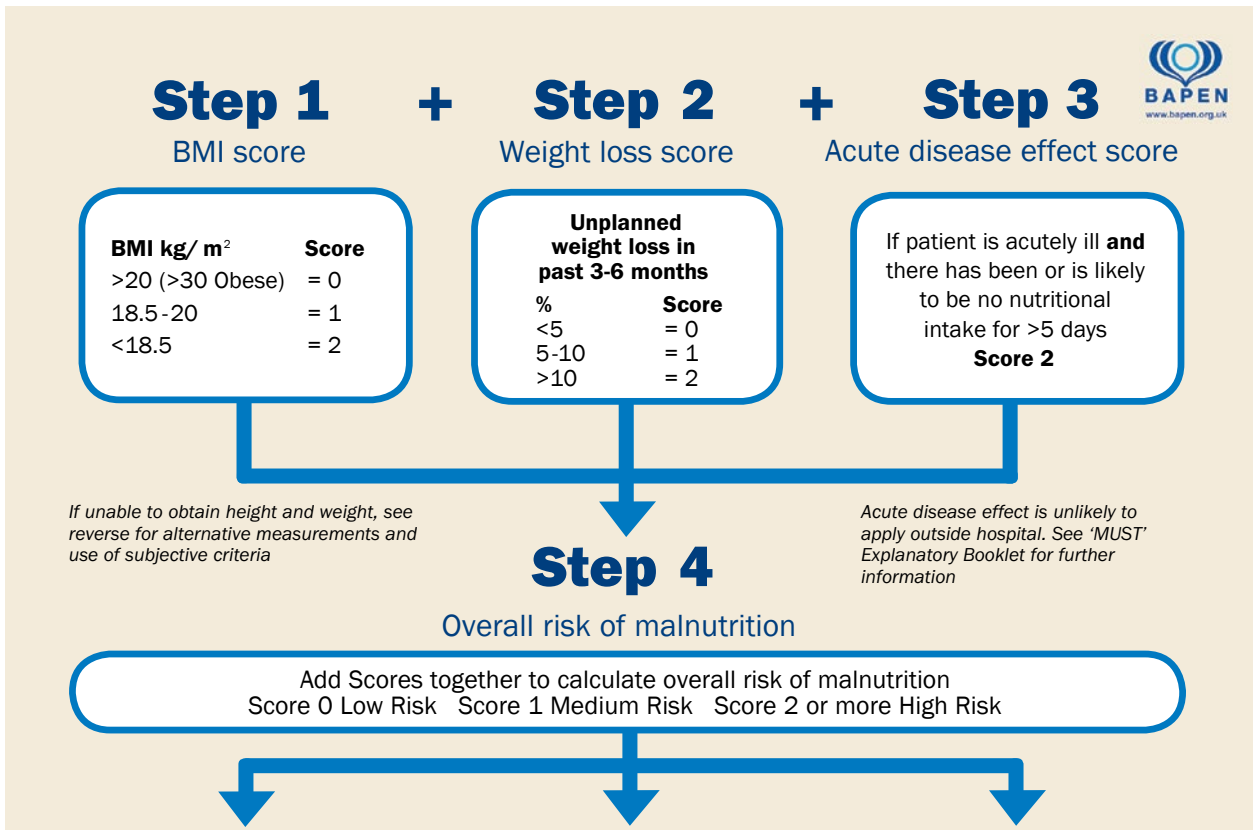 Step 1 + Step 2 + Step 3
BAPEN
www.bapen.org.uk
BMI score
Weight loss score
Acute disease effect score
BMI kg/ m² Score
>20 (>30 Obese) = 0
18.5-20 = 1
<18.5 = 2
Unplanned
weight loss in
past 3-6 months
% Score
<5 = 0
5-10 = 1
>10 = 2
If patient is acutely ill and
there has been or is likely
to be no nutritional
intake for >5 days
Score 2
If unable to obtain height and weight, see
reverse for alternative measurements and
use of subjective criteria
Acute disease effect is unlikely to
apply outside hospital. See ‘MUST’
Explanatory Booklet for further
information
Step 4
Overall risk of malnutrition
Add Scores together to calculate overall risk of malnutrition
Score 0 Low Risk Score 1 Medium Risk Score 2 or more High Risk